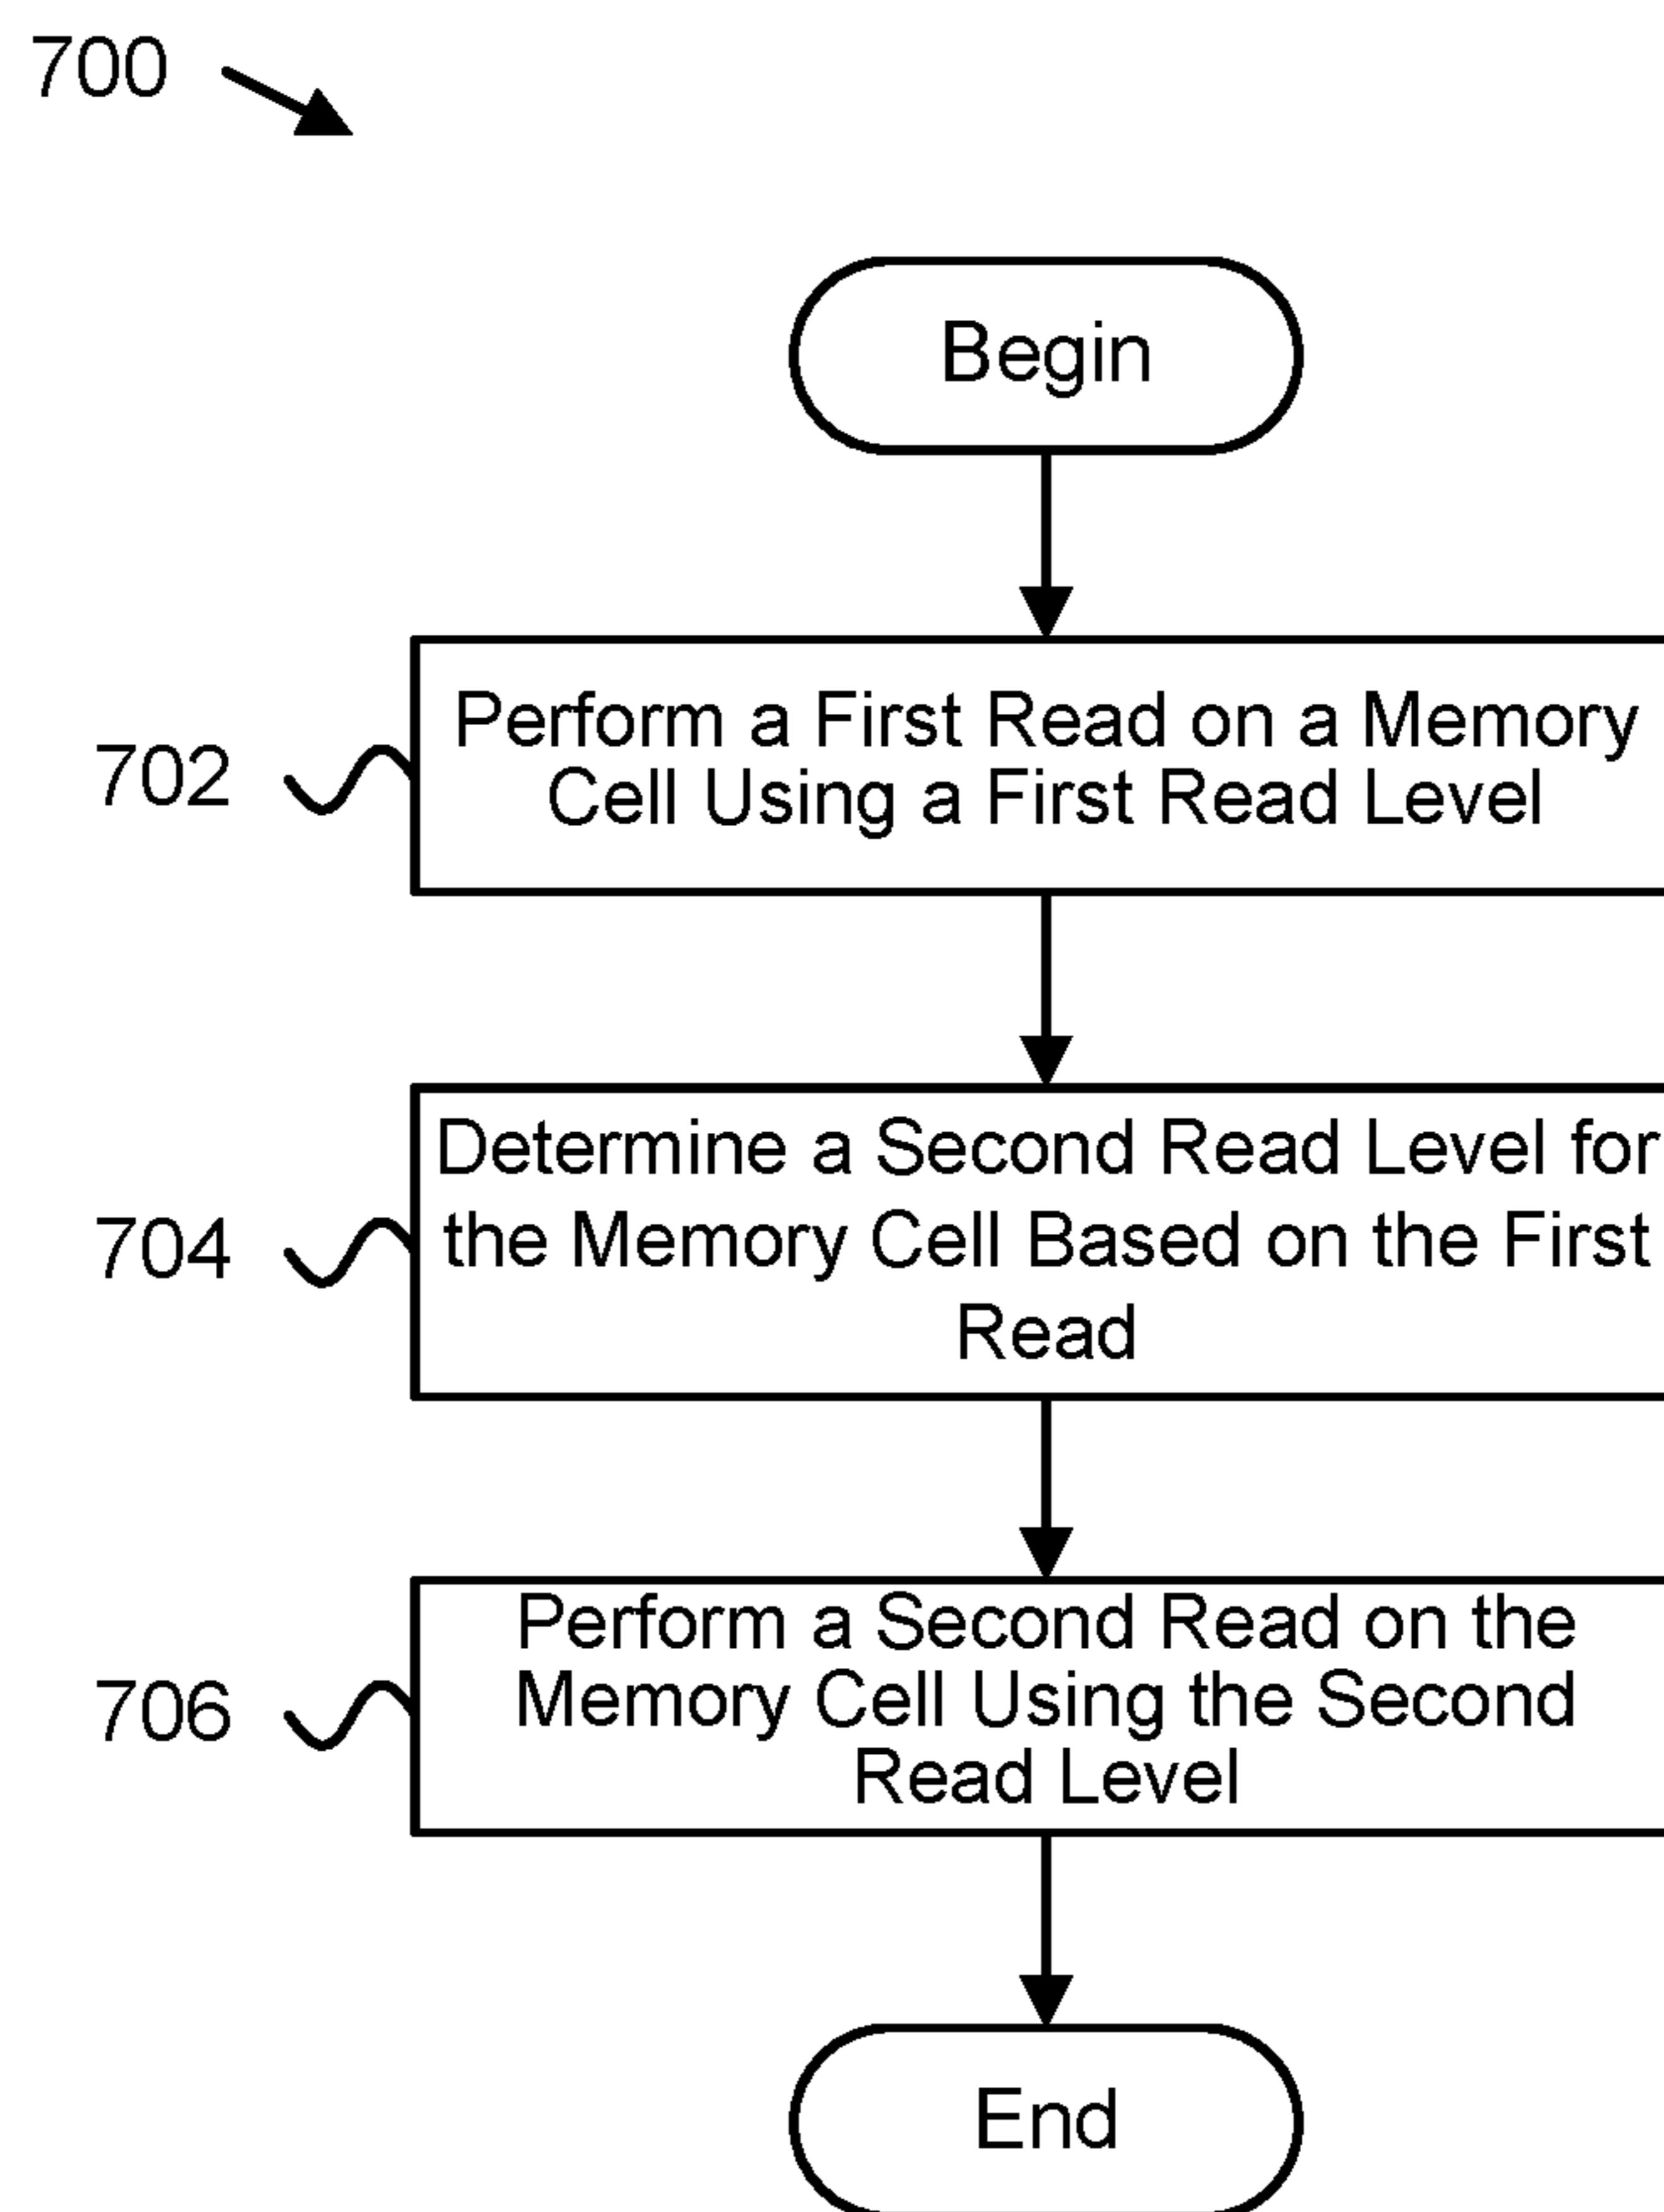 700
Begin
702
Perform a First Read on a Memory
Cell Using a First Read Level
704
Determine a Second Read Level for
the Memory Cell Based on the First
Read
706
Perform a Second Read on the
Memory Cell Using the Second
Read Level
End